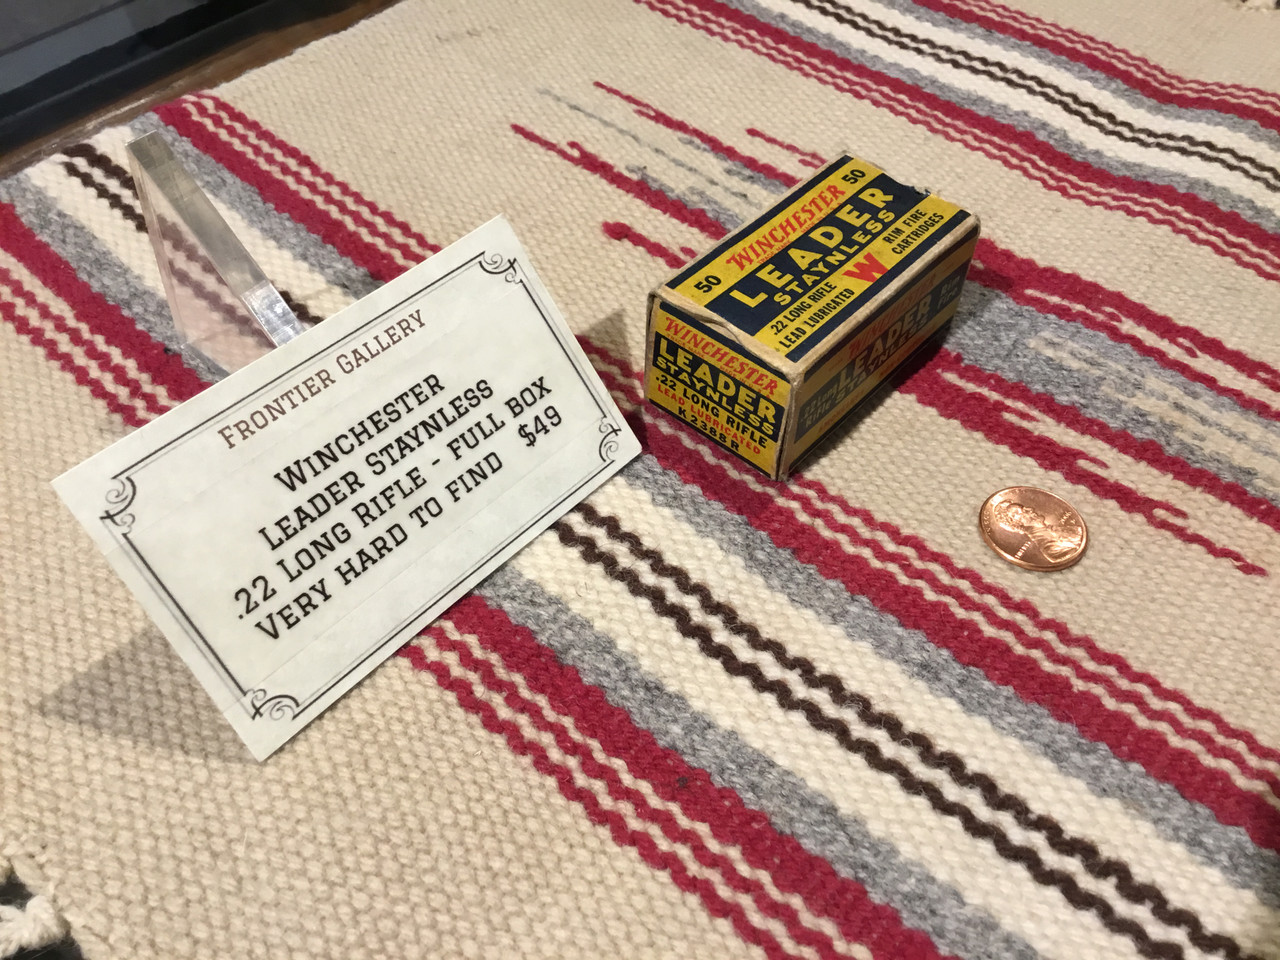 FRONTIER GALLERY
WINCHESTER
LEADER STAYNLESS
.22 LONG RIFLE - FULL BOX
VERY HARD TO FIND $49
50 WINCHESTER 50
LEADER
STAYNLESS
.22 LONG RIFLE
LEAD LUBRICATED
W
RIM FIRE
CARTRIDGES
WINCHESTER
LEADER
STAYNLESS
.22 LONG RIFLE
LEAD LUBRICATED
K2388R
LEADER